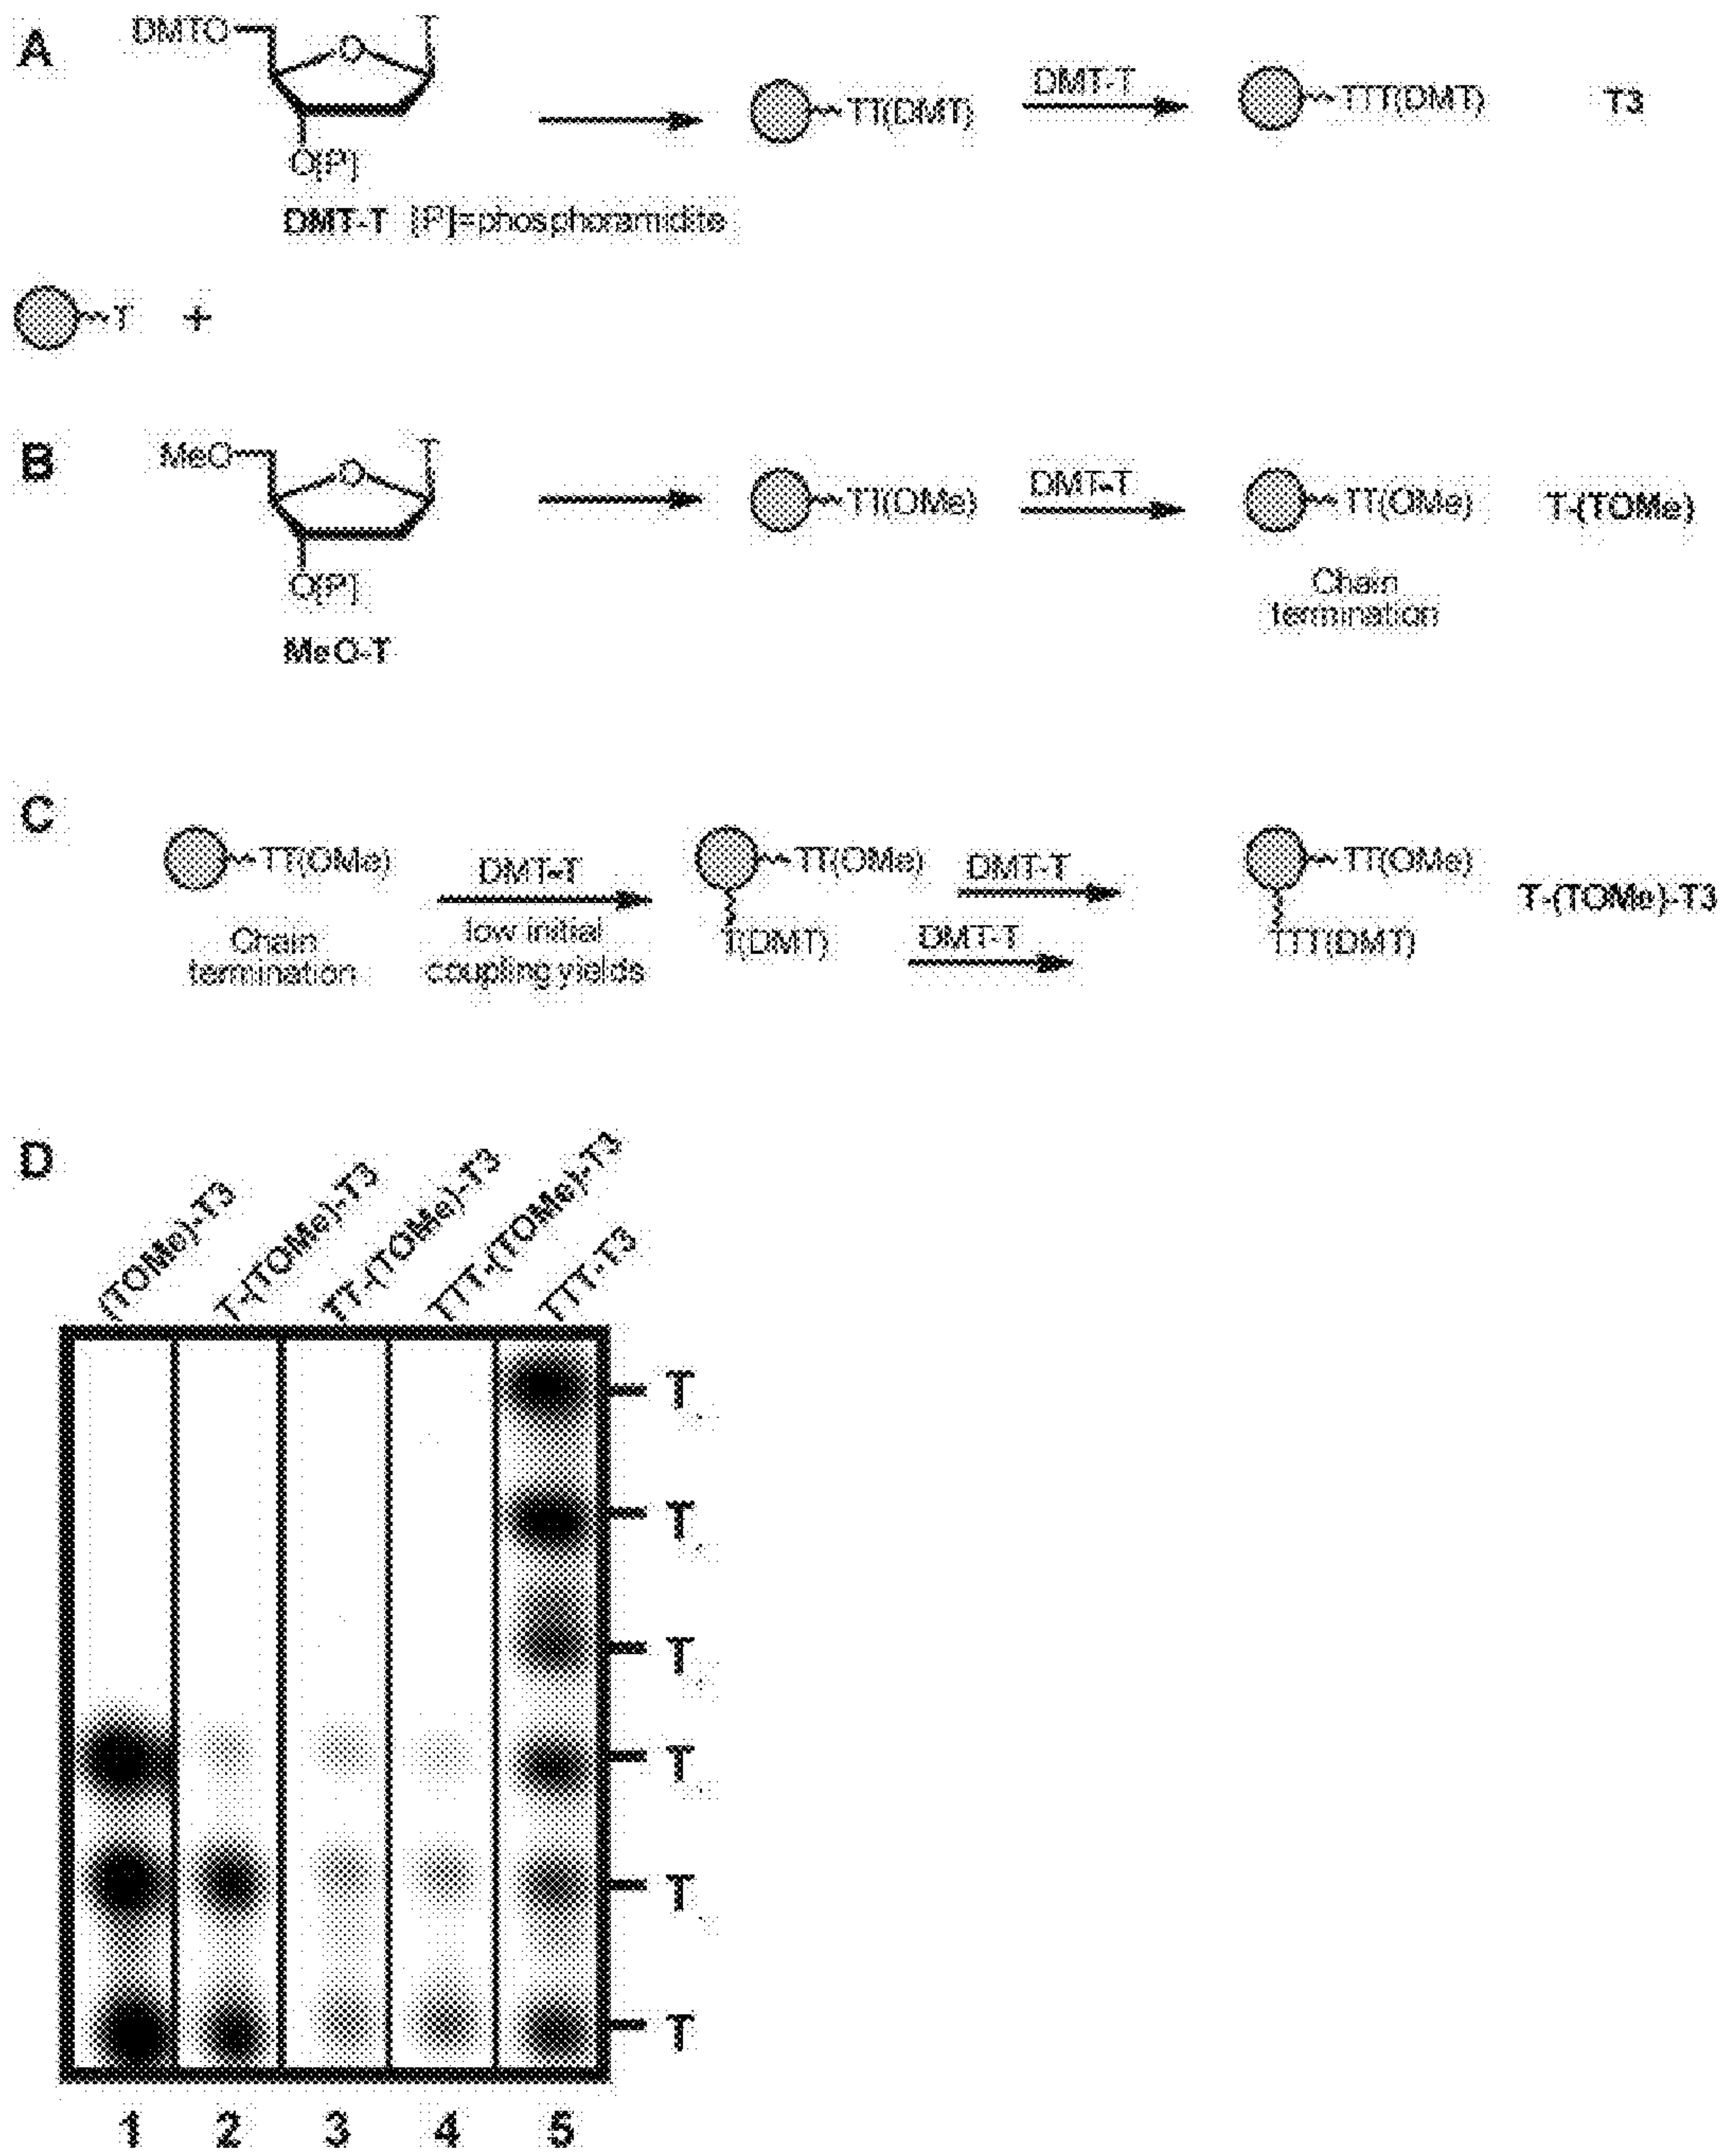 A
DMTO
T
O
O[P]
DMT-T [P]=phosphoramidite
TT(DMT)
DMT-T
TTT(DMT)
T3
T +
B
MeO
T
O
O[P]
MeO-T
TT(OMe)
DMT-T
TT(OMe)
Chain
termination
T-(TOMe)
C
TT(OMe)
Chain
termination
DMT-T
low initial
coupling yields
TT(OMe)
T(DMT)
DMT-T
DMT-T
TT(OMe)
TTT(DMT)
T-(TOMe)-T3
D
(TOMe)-T3
T-(TOMe)-T3
TT-(TOMe)-T3
TTT-(TOMe)-T3
TTT-T3
T
T
T
T
T
T
1 2 3 4 5